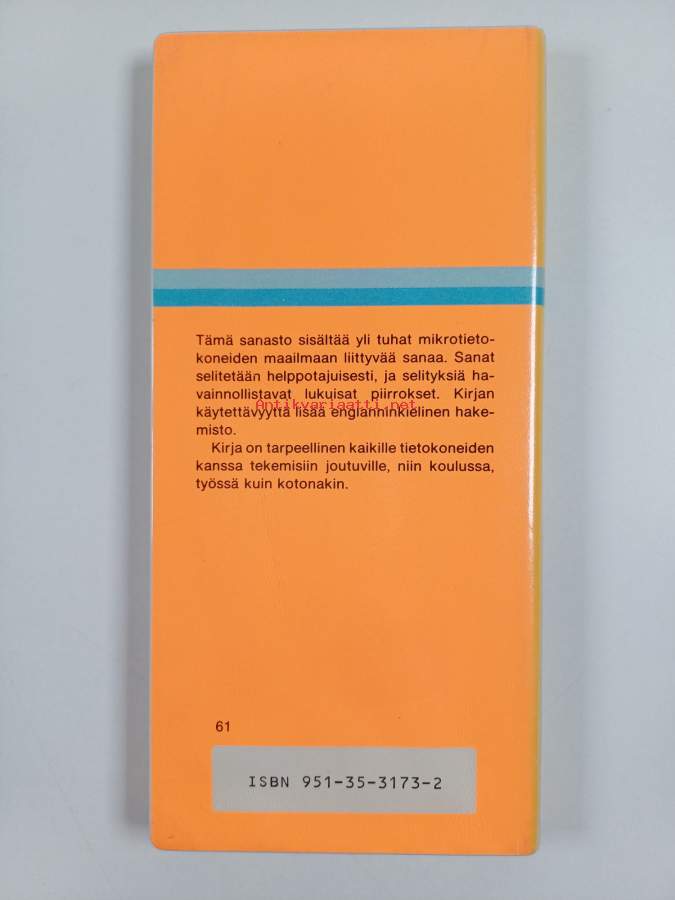 Tämä sanasto sisältää yli tuhat mikrotieto-
koneiden maailmaan liittyvää sanaa. Sanat
selitetään helppotajuisesti, ja selityksiä ha-
vainnollistavat lukuisat piirrokset. Kirjan
Antikvariaatti.net
käytettävyyttä lisää englanninkielinen hake-
misto.
Kirja on tarpeellinen kaikille tietokoneiden
kanssa tekemisiin joutuville, niin koulussa,
työssä kuin kotonakin.
61
ISBN 951-35-3173-2